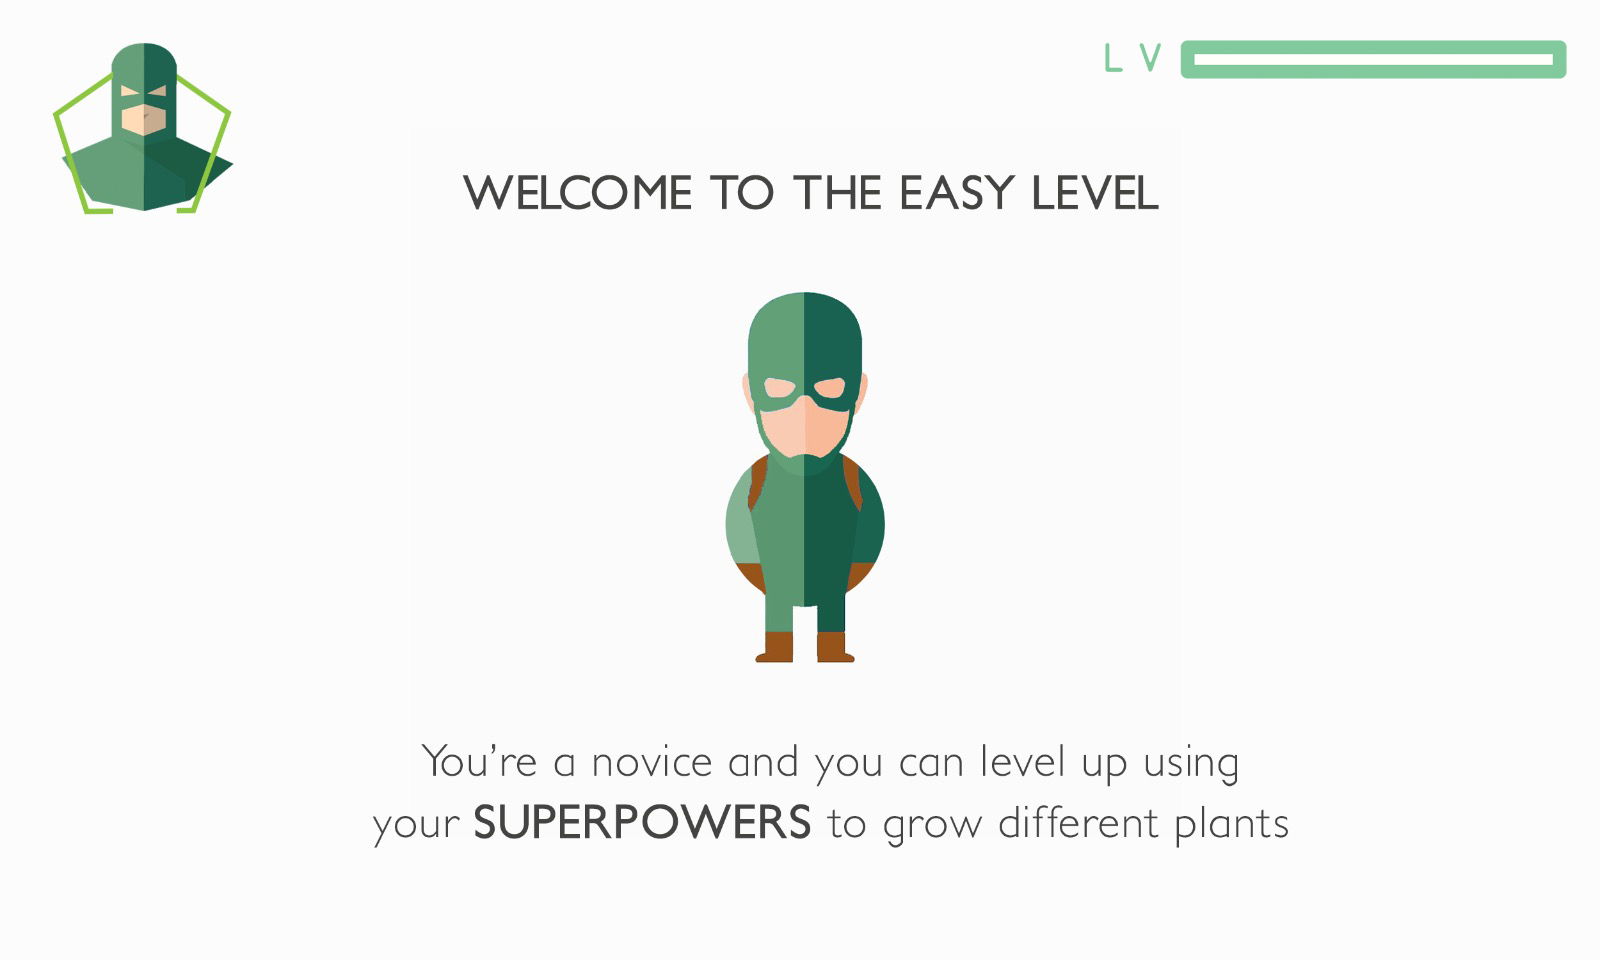 L V
WELCOME TO THE EASY LEVEL
You’re a novice and you can level up using
your SUPERPOWERS to grow different plants